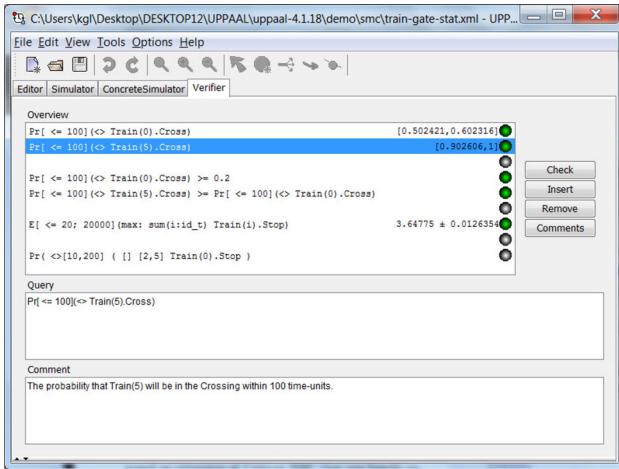 C:\Users\kgl\Desktop\DESKTOP12\UPPAAL\uppaal-4.1.18\demo\smc\train-gate-stat.xml - UPP...
File Edit View Tools Options Help
Editor Simulator ConcreteSimulator Verifier
Overview
Pr[ <= 100](<> Train(0).Cross) [0.502421,0.602316]
Pr[ <= 100](<> Train(5).Cross) [0.902606,1]
Check
Pr[ <= 100](<> Train(0).Cross) >= 0.2
Insert
Pr[ <= 100](<> Train(5).Cross) >= Pr[ <= 100](<> Train(0).Cross)
Remove
E[ <= 20; 20000](max: sum(i:id_t) Train(i).Stop) 3.64775 ± 0.0126354
Comments
Pr( <>[10,200] ( [] [2,5] Train(0).Stop )
Query
Pr[ <= 100](<> Train(5).Cross)
Comment
The probability that Train(5) will be in the Crossing within 100 time-units.